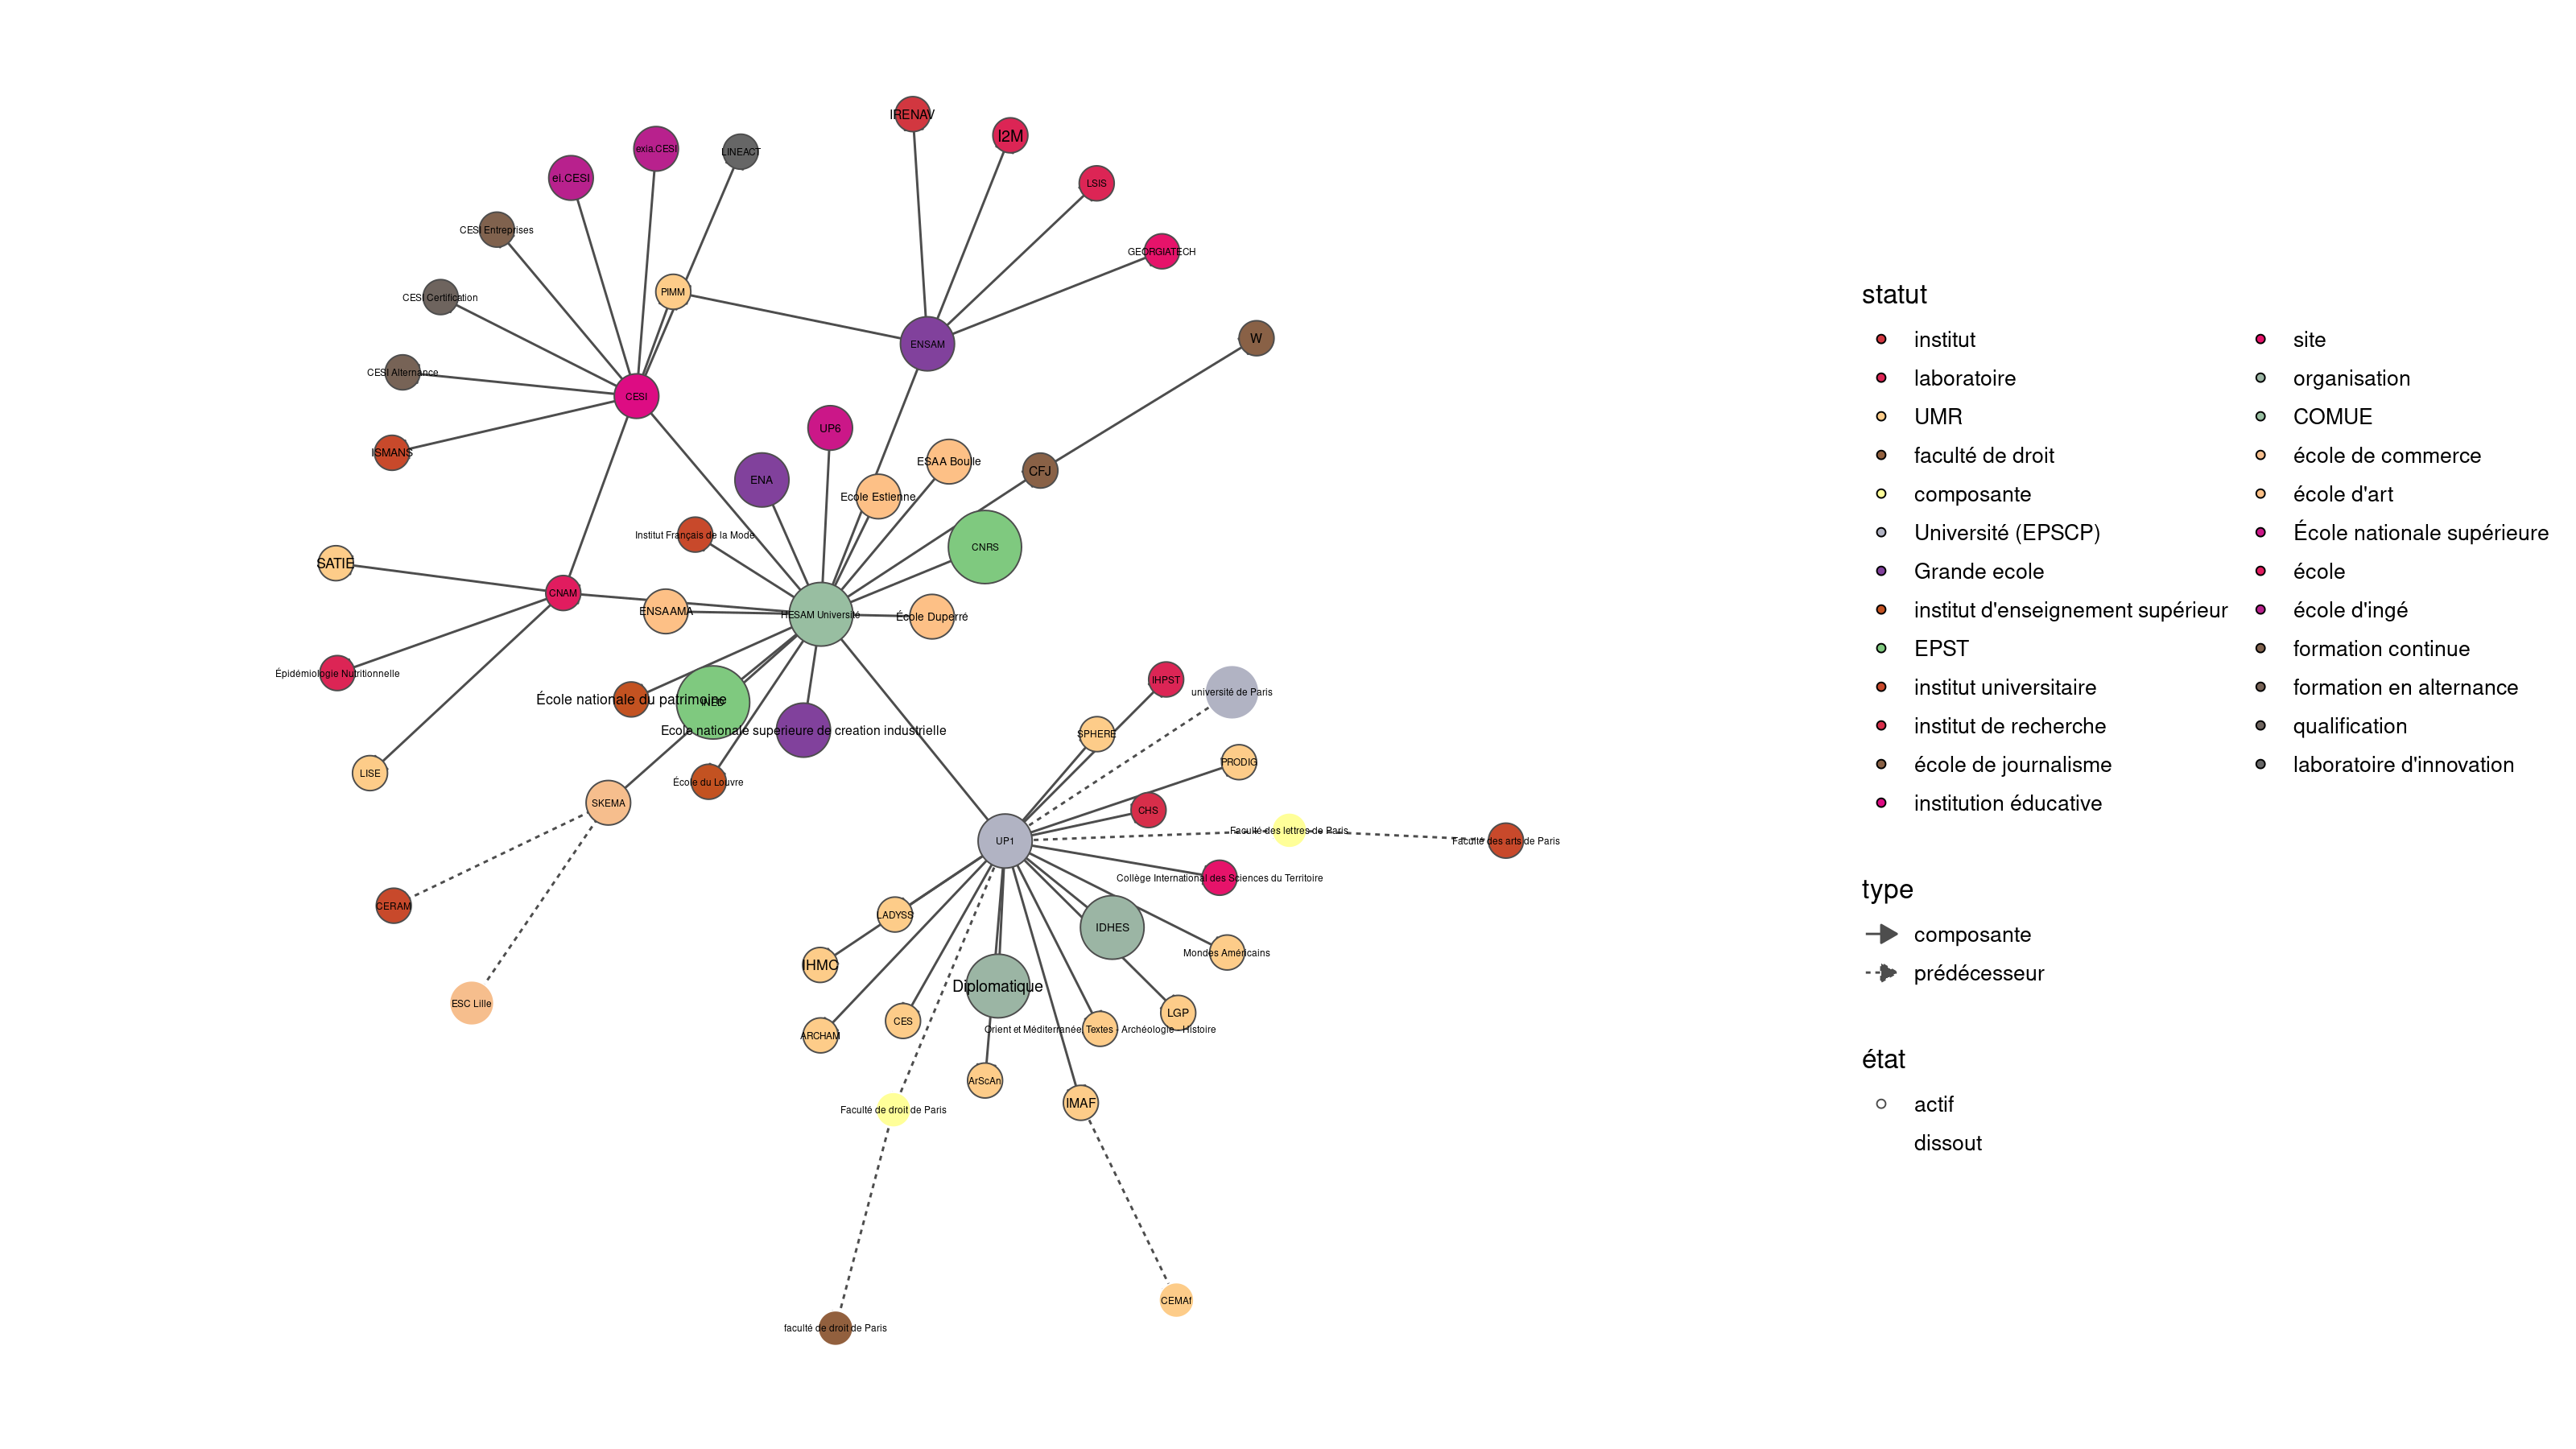 IRENAV
I2M
exia.CESI
LINEACT
ei.CESI
LSIS
CESI Entreprises
GEORGIATECH
CESI Certification
PIMM
ENSAM
W
CESI Alternance
CESI
UP6
ISMANS
ESAA Boulle
CFJ
ENA
Ecole Estienne
Institut Français de la Mode
CNRS
SATIE
CNAM
ENSAAMA
HESAM Université
École Duperré
Épidémiologie Nutritionnelle
IHPST
université de Paris
École nationale du patrimoine
INED
Ecole nationale superieure de creation industrielle
SPHERE
PRODIG
LISE
École du Louvre
SKEMA
CHS
Faculté des lettres de Paris
UP1
Faculté des arts de Paris
Collège International des Sciences du Territoire
CERAM
LADYSS
IDHES
Mondes Américains
IHMC
Diplomatique
ESC Lille
LGP
CES
Orient et Méditerranée, Textes - Archéologie - Histoire
ARCHAM
ArScAn
IMAF
Faculté de droit de Paris
CEMAf
faculté de droit de Paris
statut
institut
laboratoire
UMR
faculté de droit
composante
Université (EPSCP)
Grande ecole
institut d'enseignement supérieur
EPST
institut universitaire
institut de recherche
école de journalisme
institution éducative
site
organisation
COMUE
école de commerce
école d'art
École nationale supérieure
école
école d'ingé
formation continue
formation en alternance
qualification
laboratoire d'innovation
type
composante
prédécesseur
état
actif
dissout